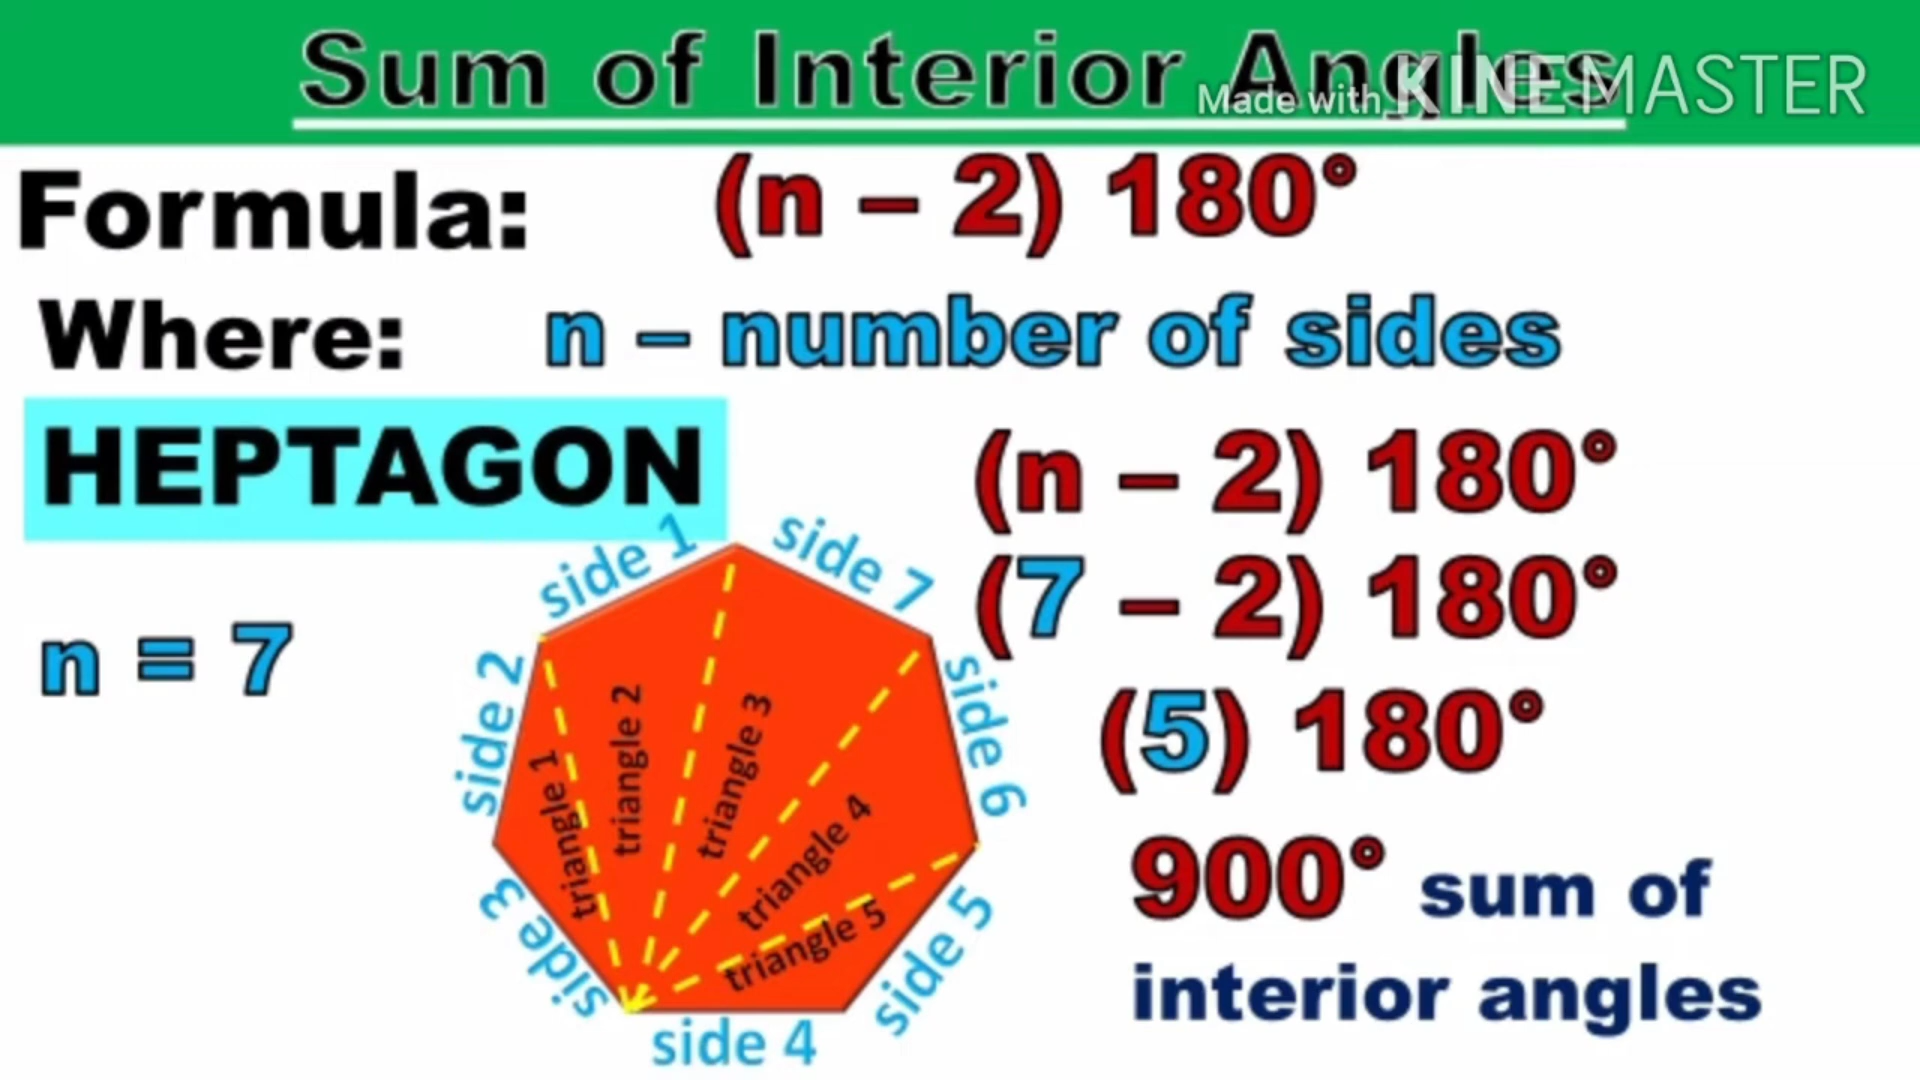 Sum of Interior Angles
Made with KINEMASTER
Formula: (n – 2) 180°
Where: n – number of sides
HEPTAGON
(n – 2) 180°
n = 7
(7 – 2) 180°
(5) 180°
900° sum of
interior angles
side 1
side 7
side 2
side 6
side 3
side 5
side 4
triangle 1
triangle 2
triangle 3
triangle 4
triangle 5